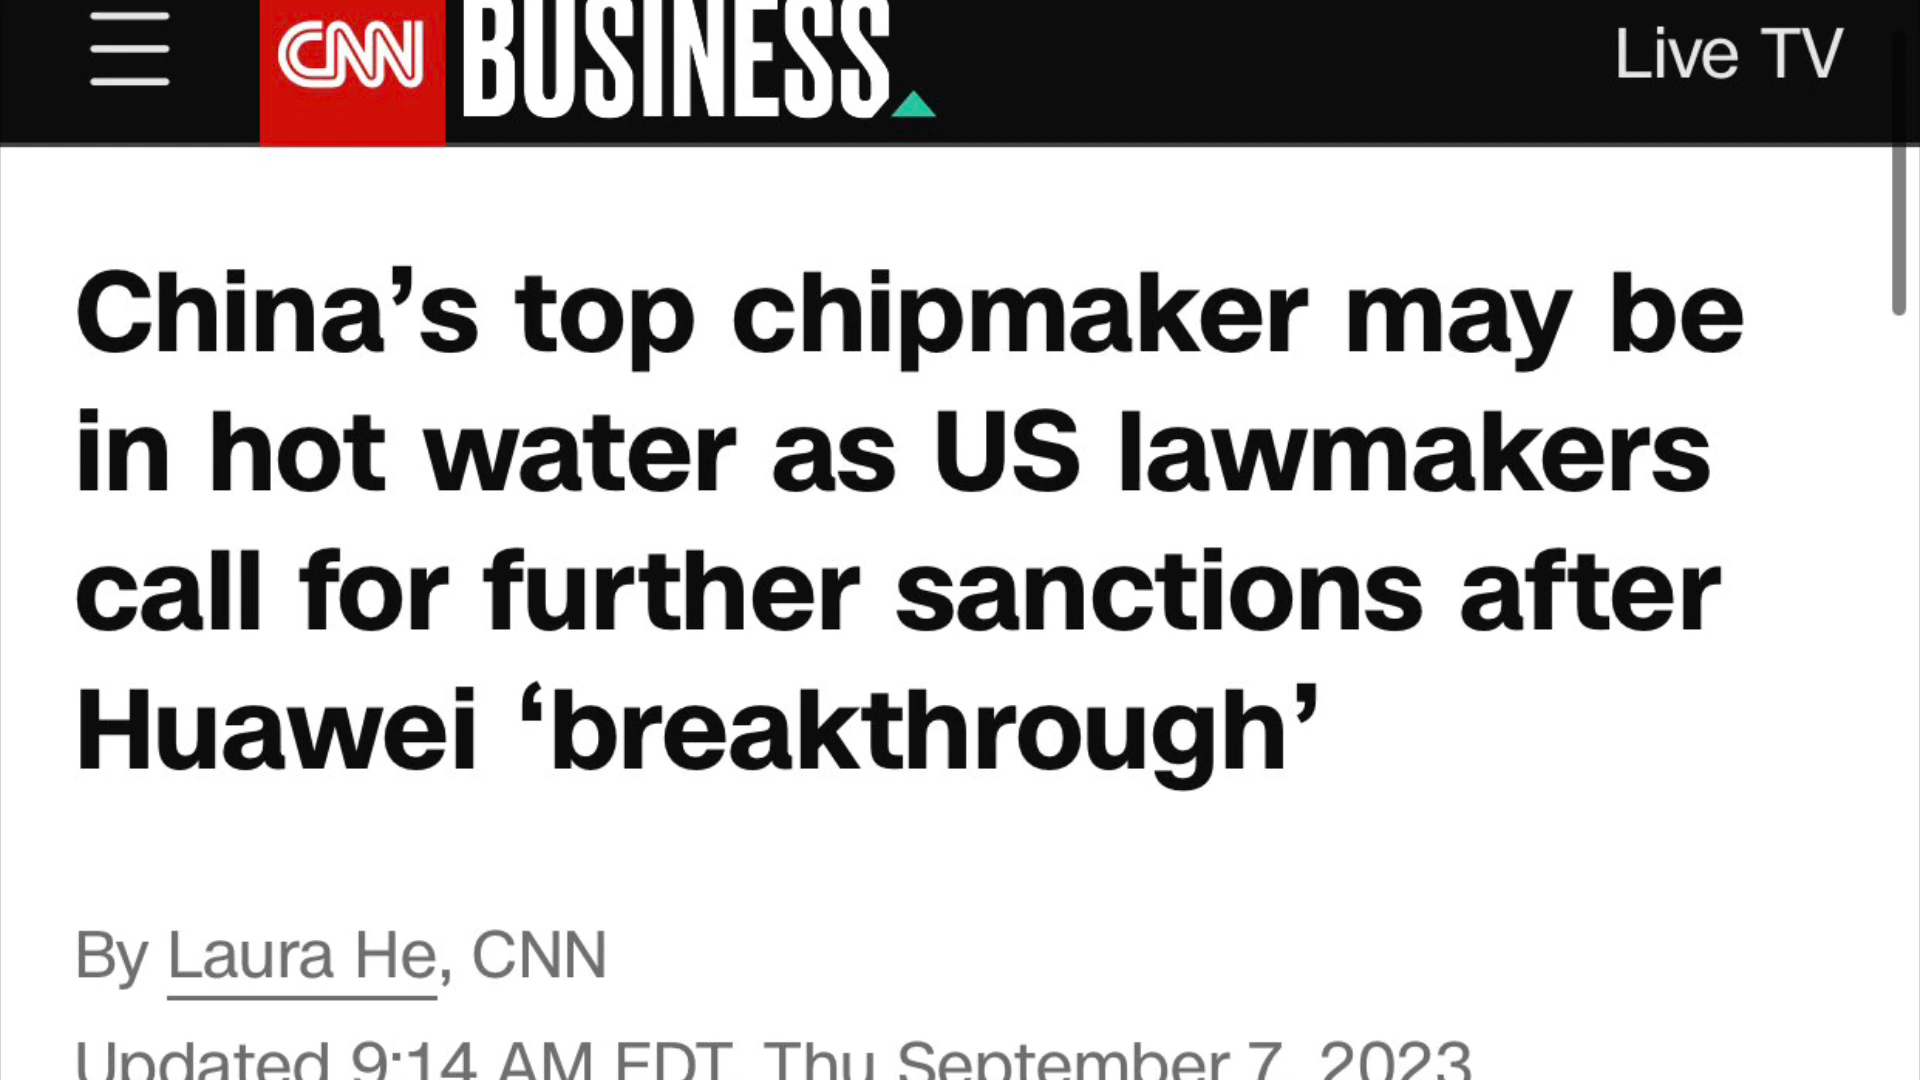 CNN BUSINESS
Live TV
China’s top chipmaker may be
in hot water as US lawmakers
call for further sanctions after
Huawei ‘breakthrough’
By Laura He, CNN
Updated 9:14 AM EDT, Thu September 7, 2023